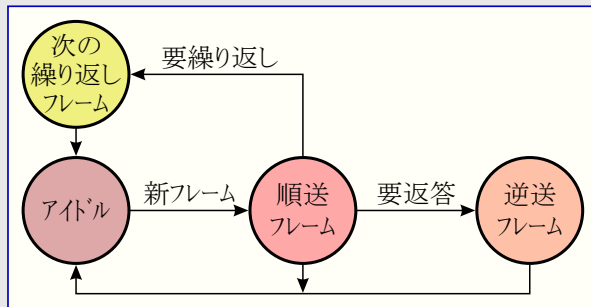 次の
繰り返し
フレーム
要繰り返し
アイドル
新フレーム
順送
フレーム
要返答
逆送
フレーム